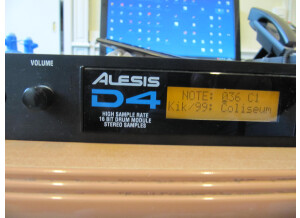 VOLUME
ALESIS
D4
HIGH SAMPLE RATE
16 BIT DRUM MODULE
STEREO SAMPLES
NOTE: 036 C1
Kik/99: Coliseum